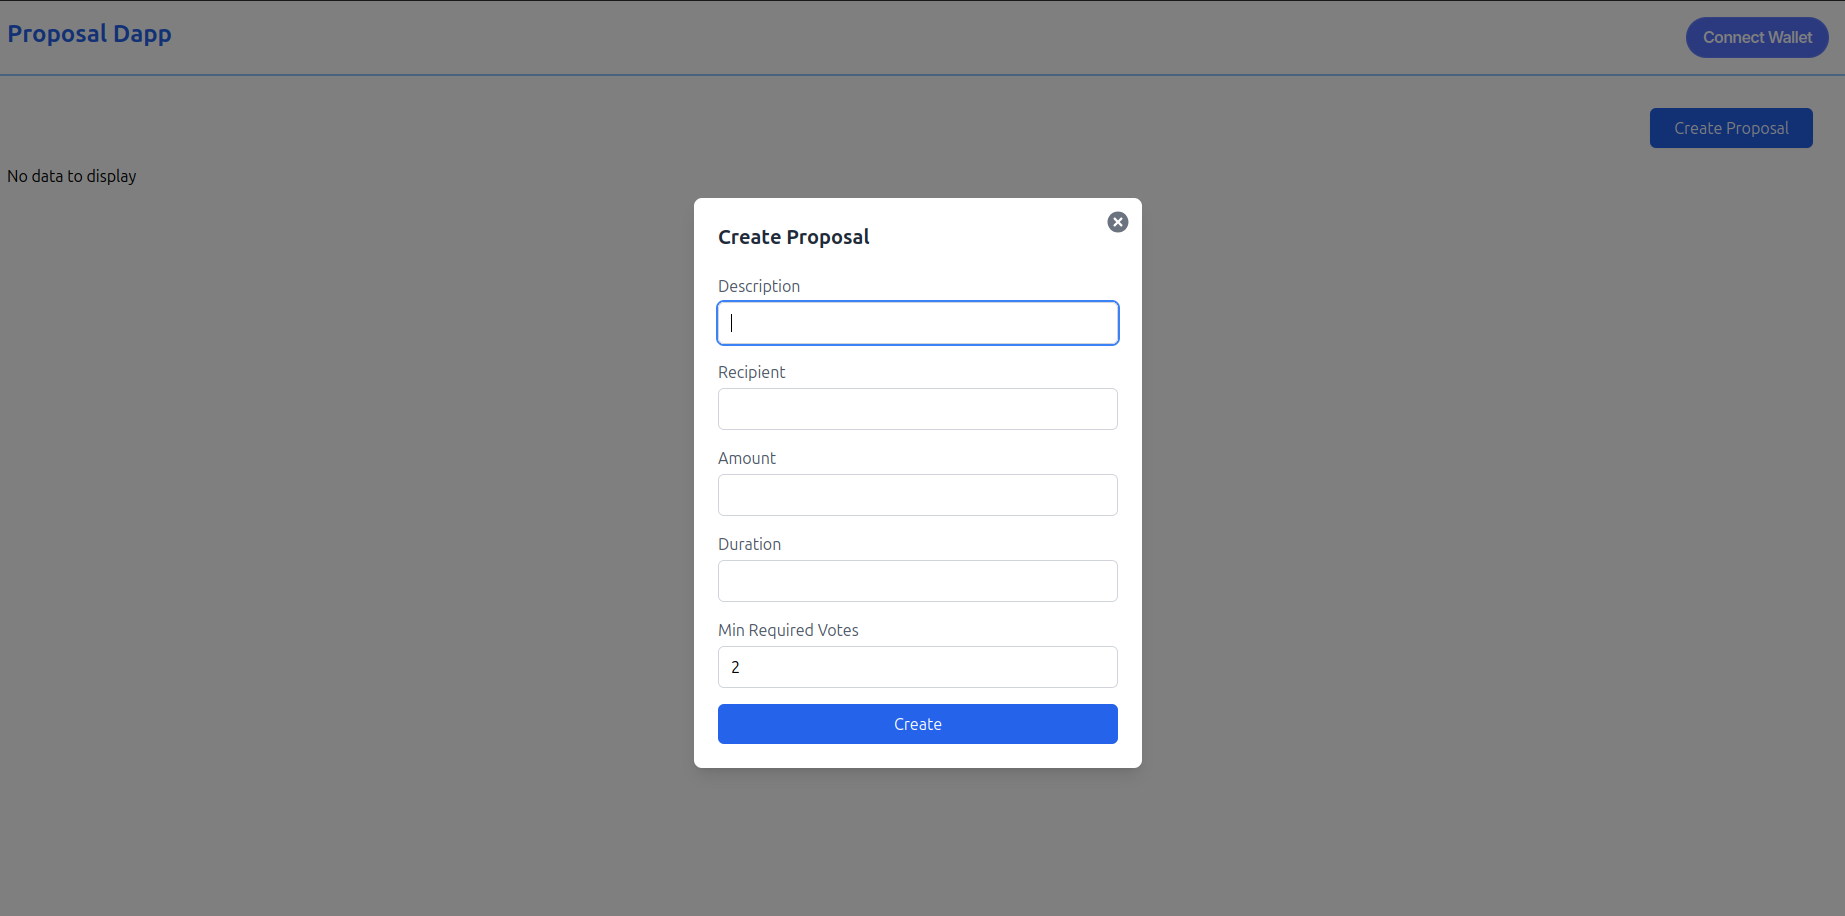 Proposal Dapp
Connect Wallet
Create Proposal
No data to display
Create Proposal
Description
Recipient
Amount
Duration
Min Required Votes
2
Create